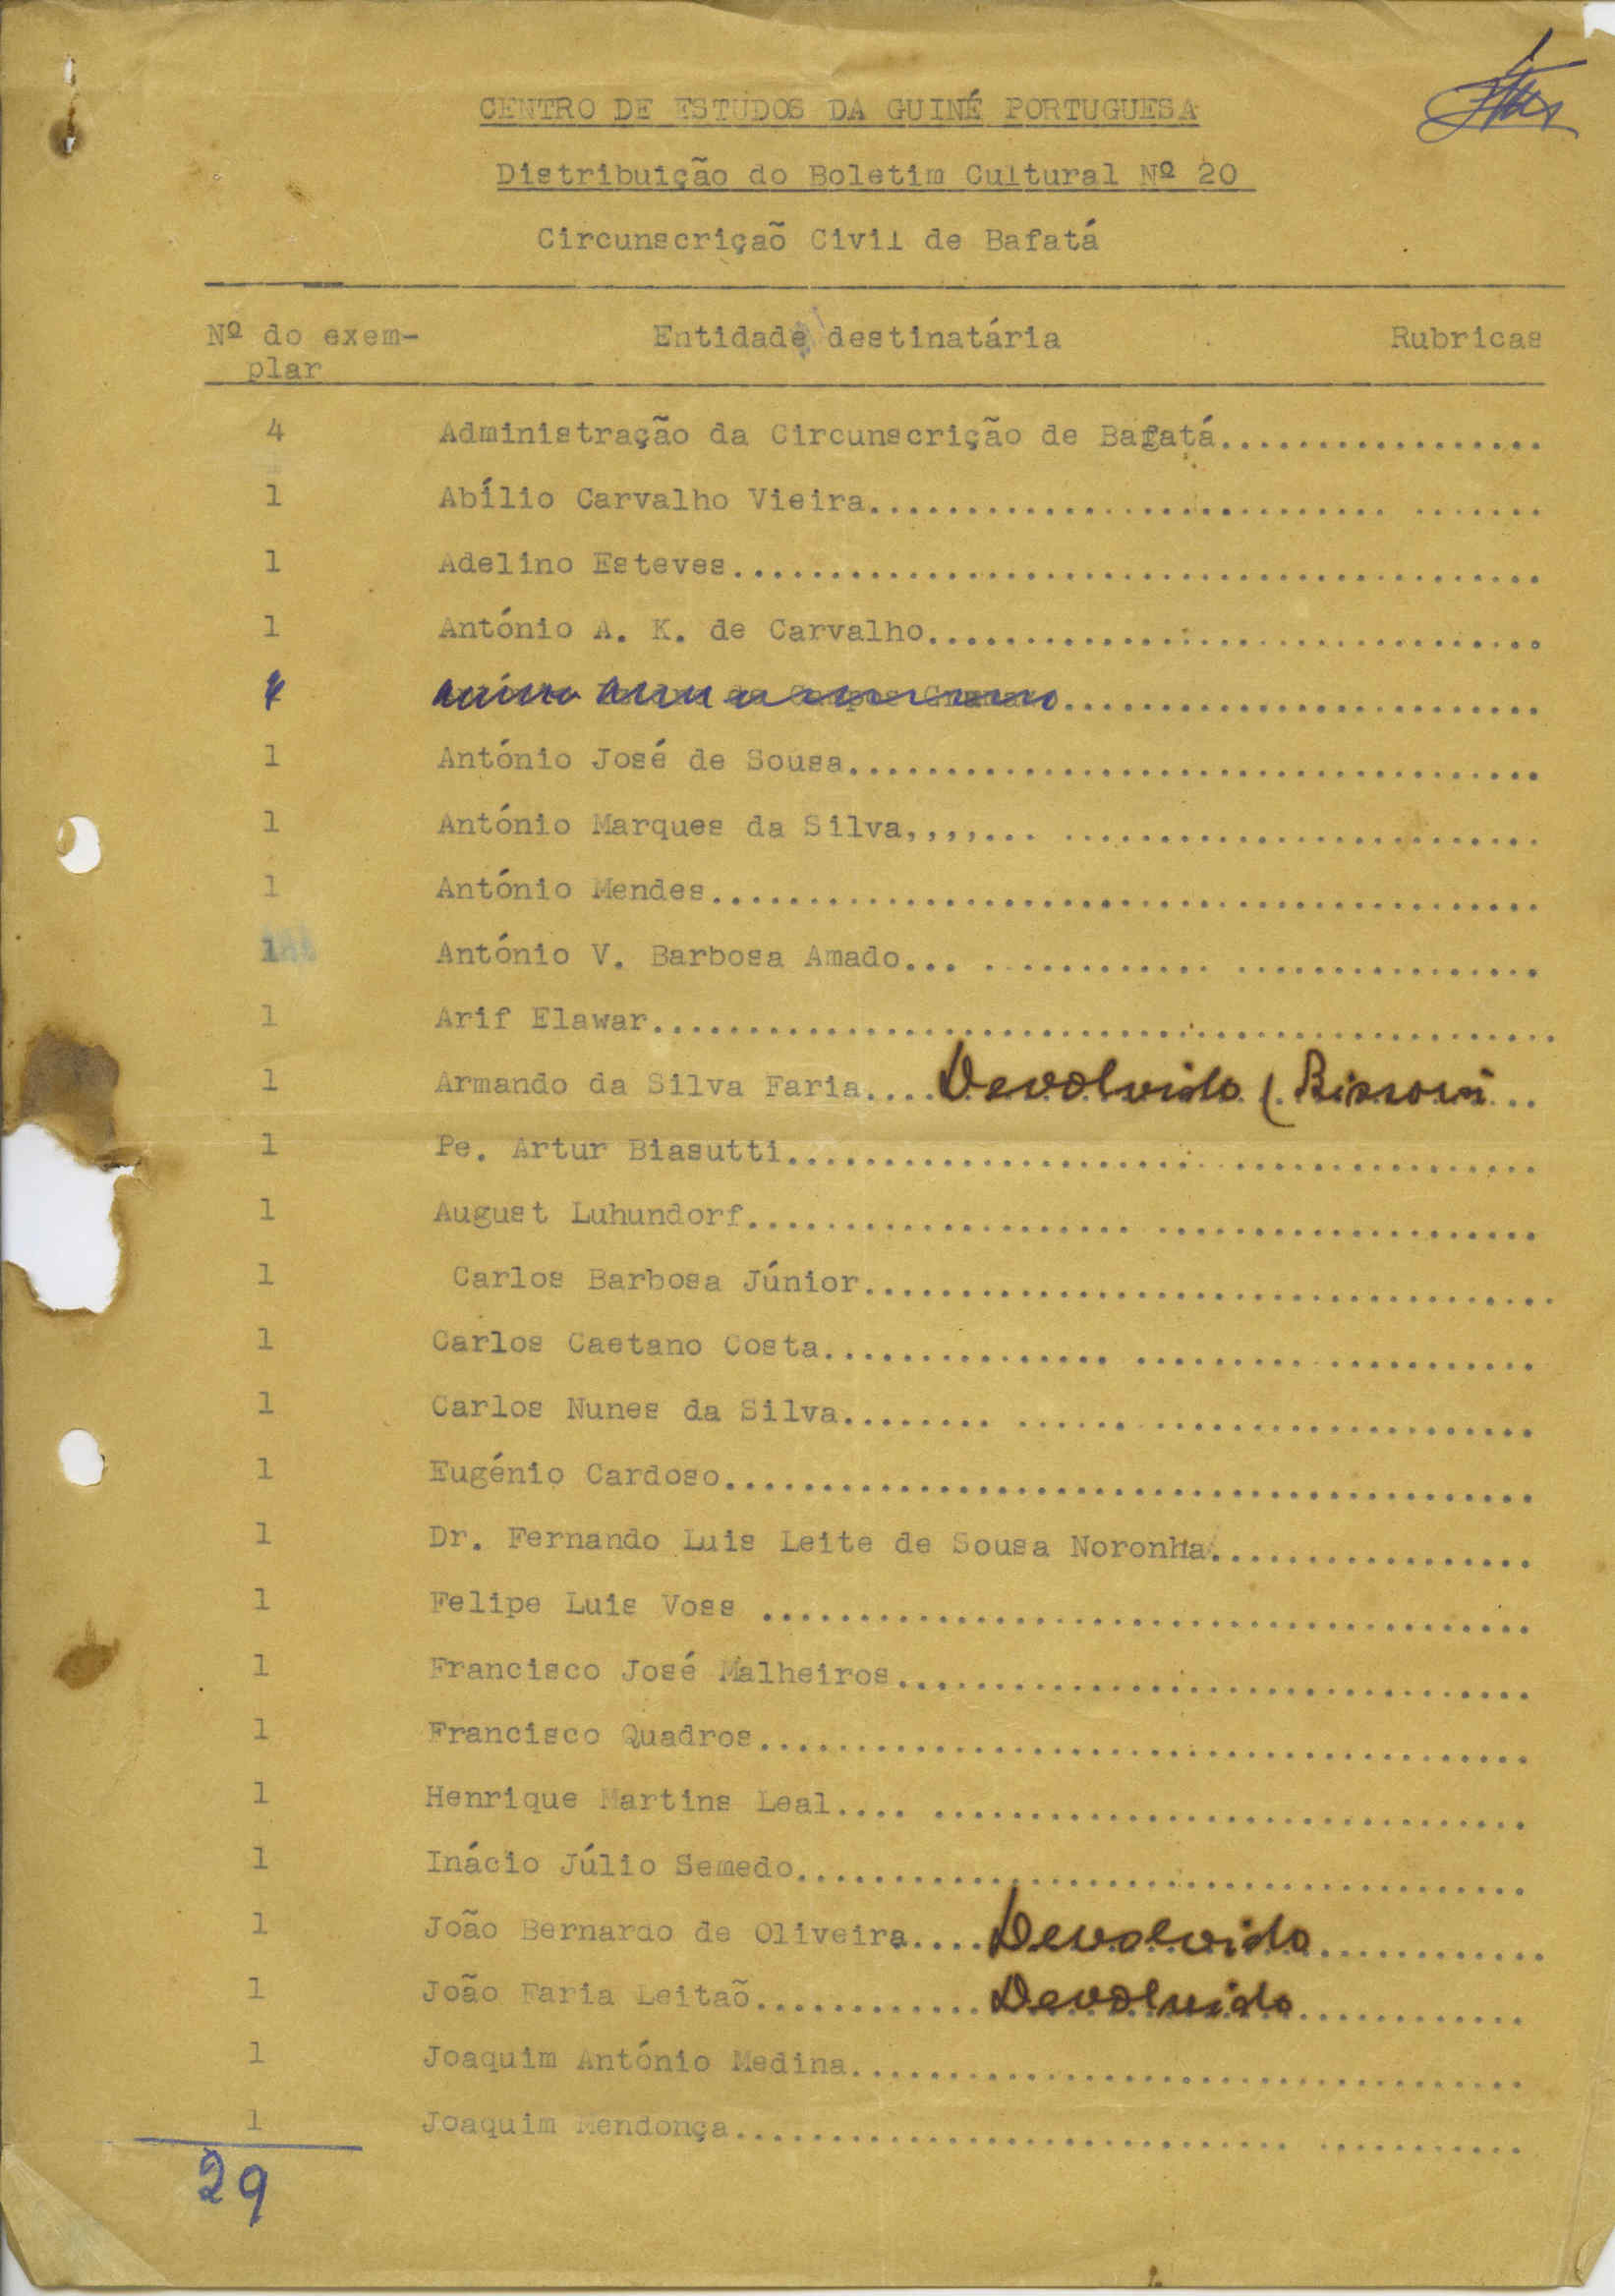 CENTRO DE ESTUDOS DA GUINÉ PORTUGUESA
Distribuição do Boletim Cultural Nº 20
Circunscriçaõ Civil de Bafatá
Nº do exem- Entidade destinatária Rubricas
plar
4 Administração da Circunscrição de Bafatá..................
1 Abílio Carvalho Vieira..................................
1 Adelino Esteves..........................................
1 António A. K. de Carvalho................................
1 António José de Sousa....................................
1 António Marques da Silva,,,,... .........................
1 António Mendes...........................................
1 António V. Barbosa Amado... ............ ................
1 Arif Elawar...............................................
1 Armando da Silva Faria.... Devolvido (
1 Pe. Artur Biasutti.......................................
1 August Luhundorf.................... ....................
1 Carlos Barbosa Júnior....................................
1 Carlos Caetano Costa............... .......... ...........
1 Carlos Nunes da Silva........ ...... ....................
1 Eugénio Cardoso..........................................
1 Dr. Fernando Luis Leite de Sousa Noronha.................
1 Felipe Luis Voss ........................................
1 Francisco José Malheiros.................................
1 Francisco Quadros........................................
1 Henrique Martins Leal.... ...............................
1 Inácio Júlio Semedo......................................
1 João Bernardo de Oliveira.... Devolvido............
1 João Faria Leitaõ............ Devolvido............
1 Joaquim António Medina...................................
1 Joaquim Mendonça............................. ...........
29